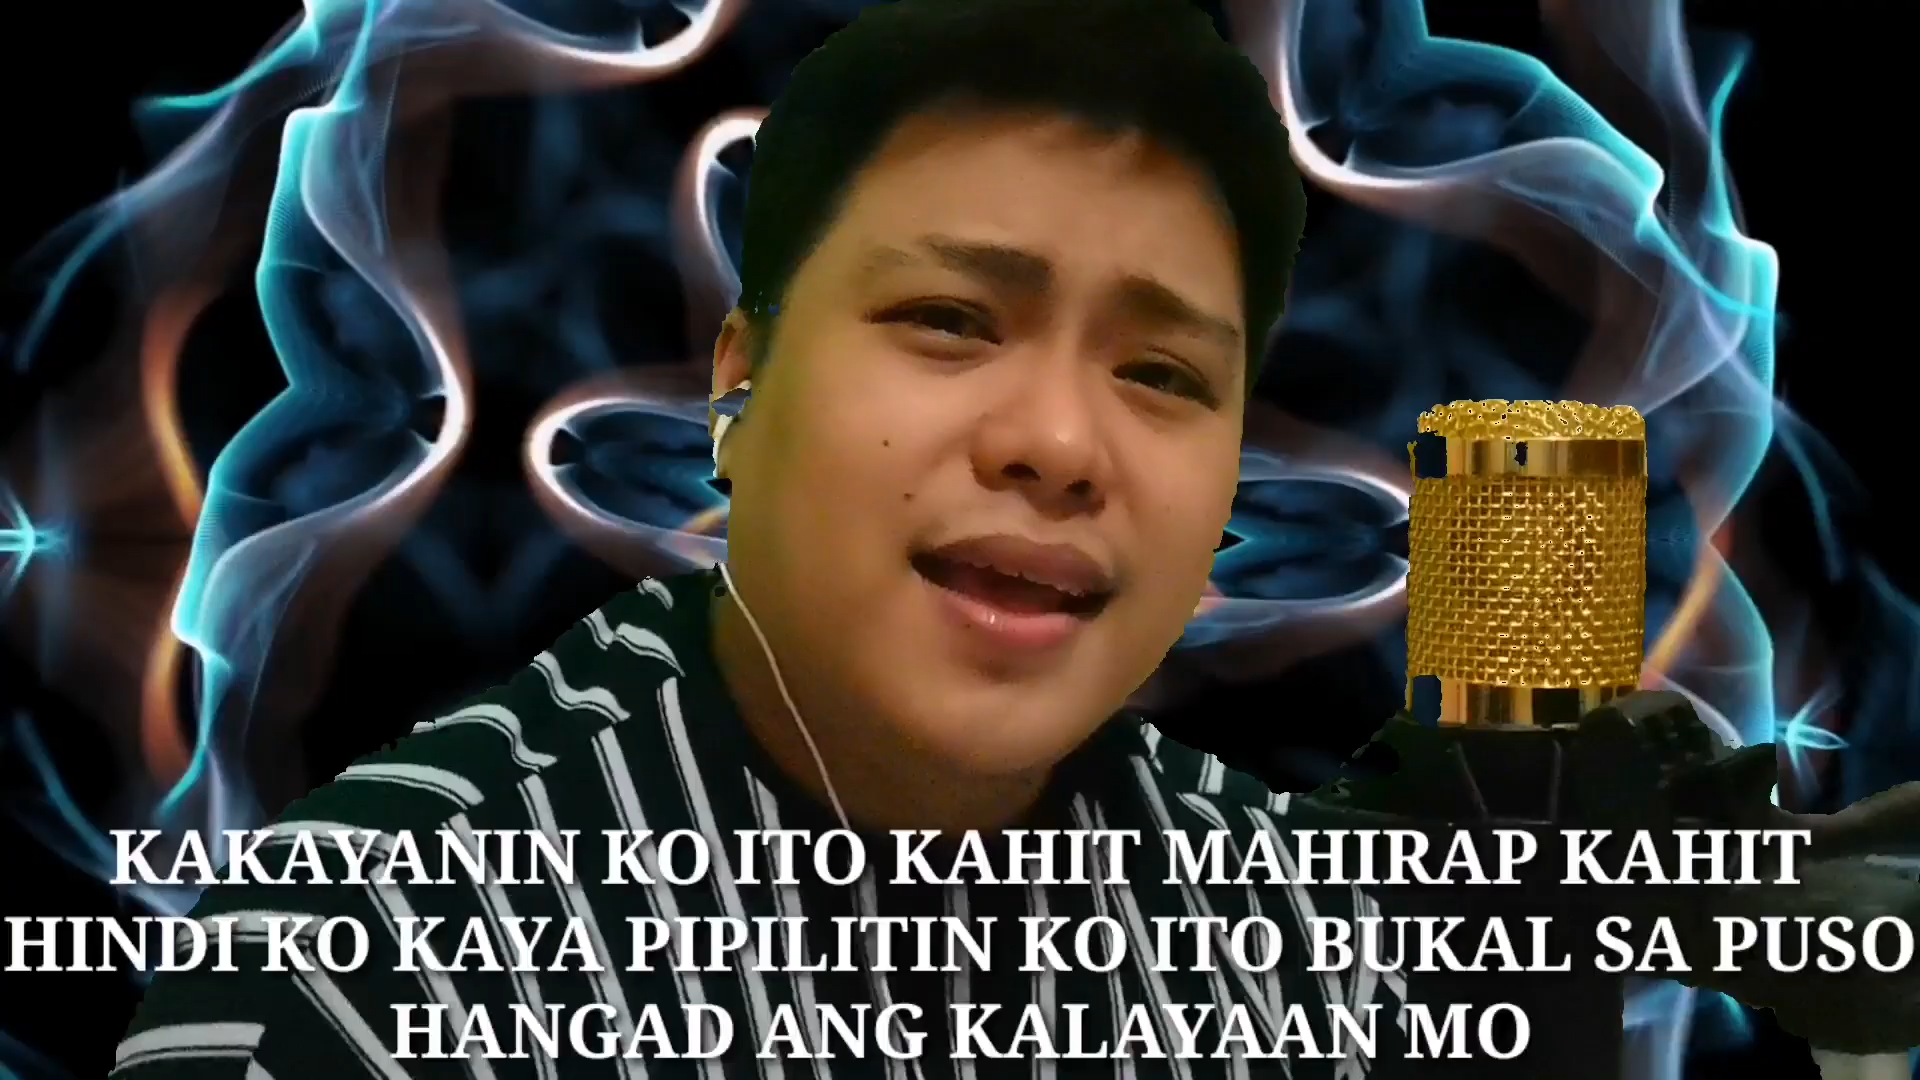 KAKAYANIN KO ITO KAHIT MAHIRAP KAHIT
HINDI KO KAYA PIPILITIN KO ITO BUKAL SA PUSO
HANGAD ANG KALAYAAN MO